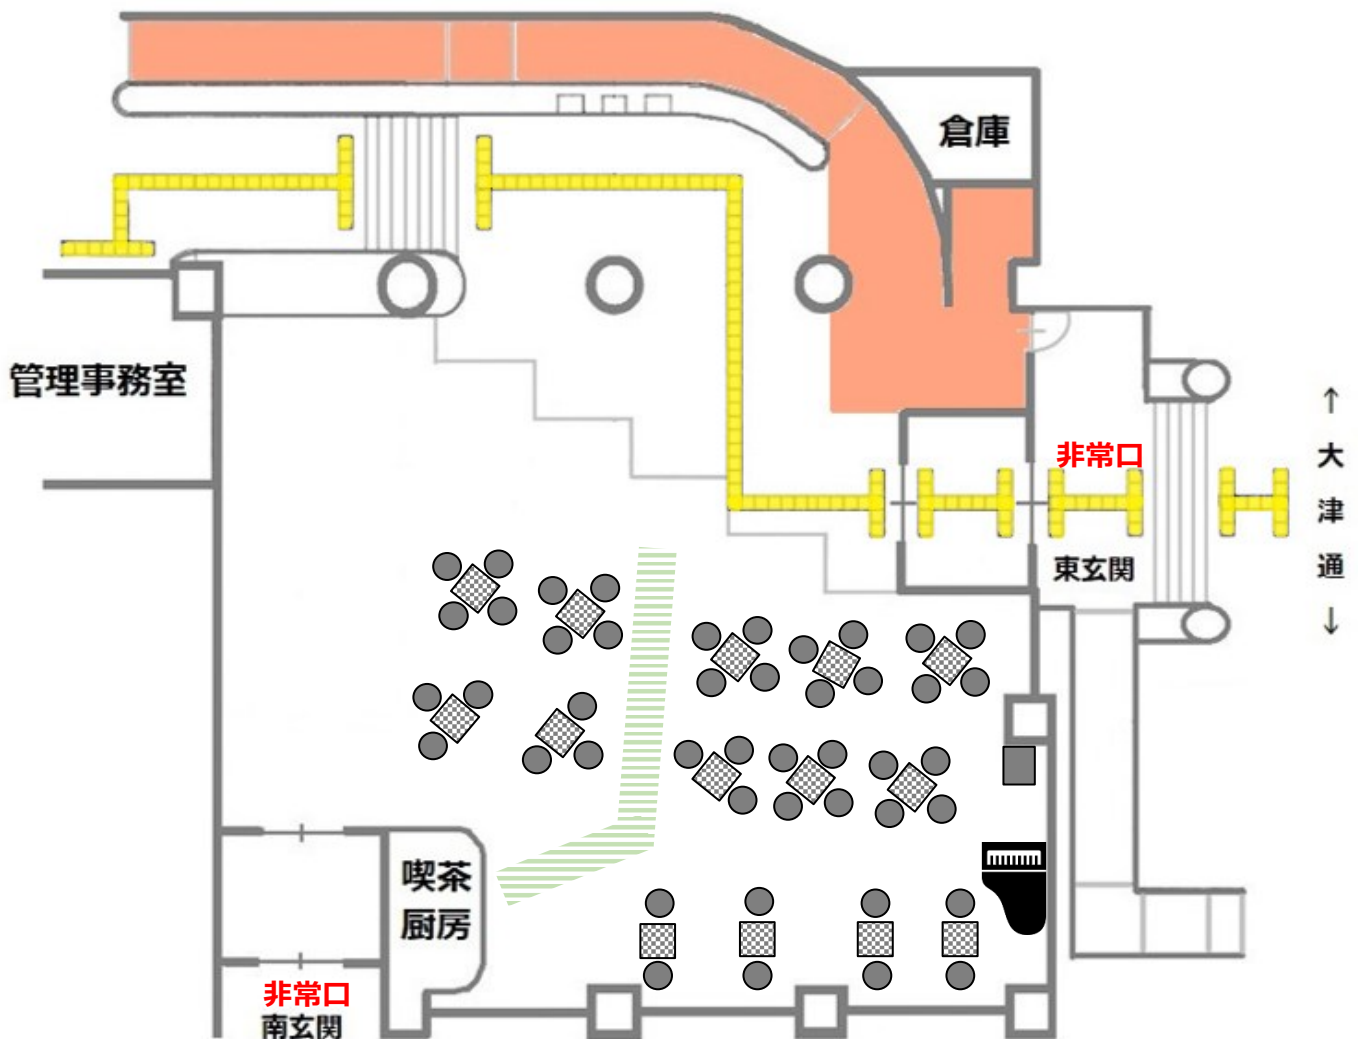 倉庫
管理事務室
↑
大
津
通
↓
非常口
東玄関
喫茶
厨房
非常口
南玄関